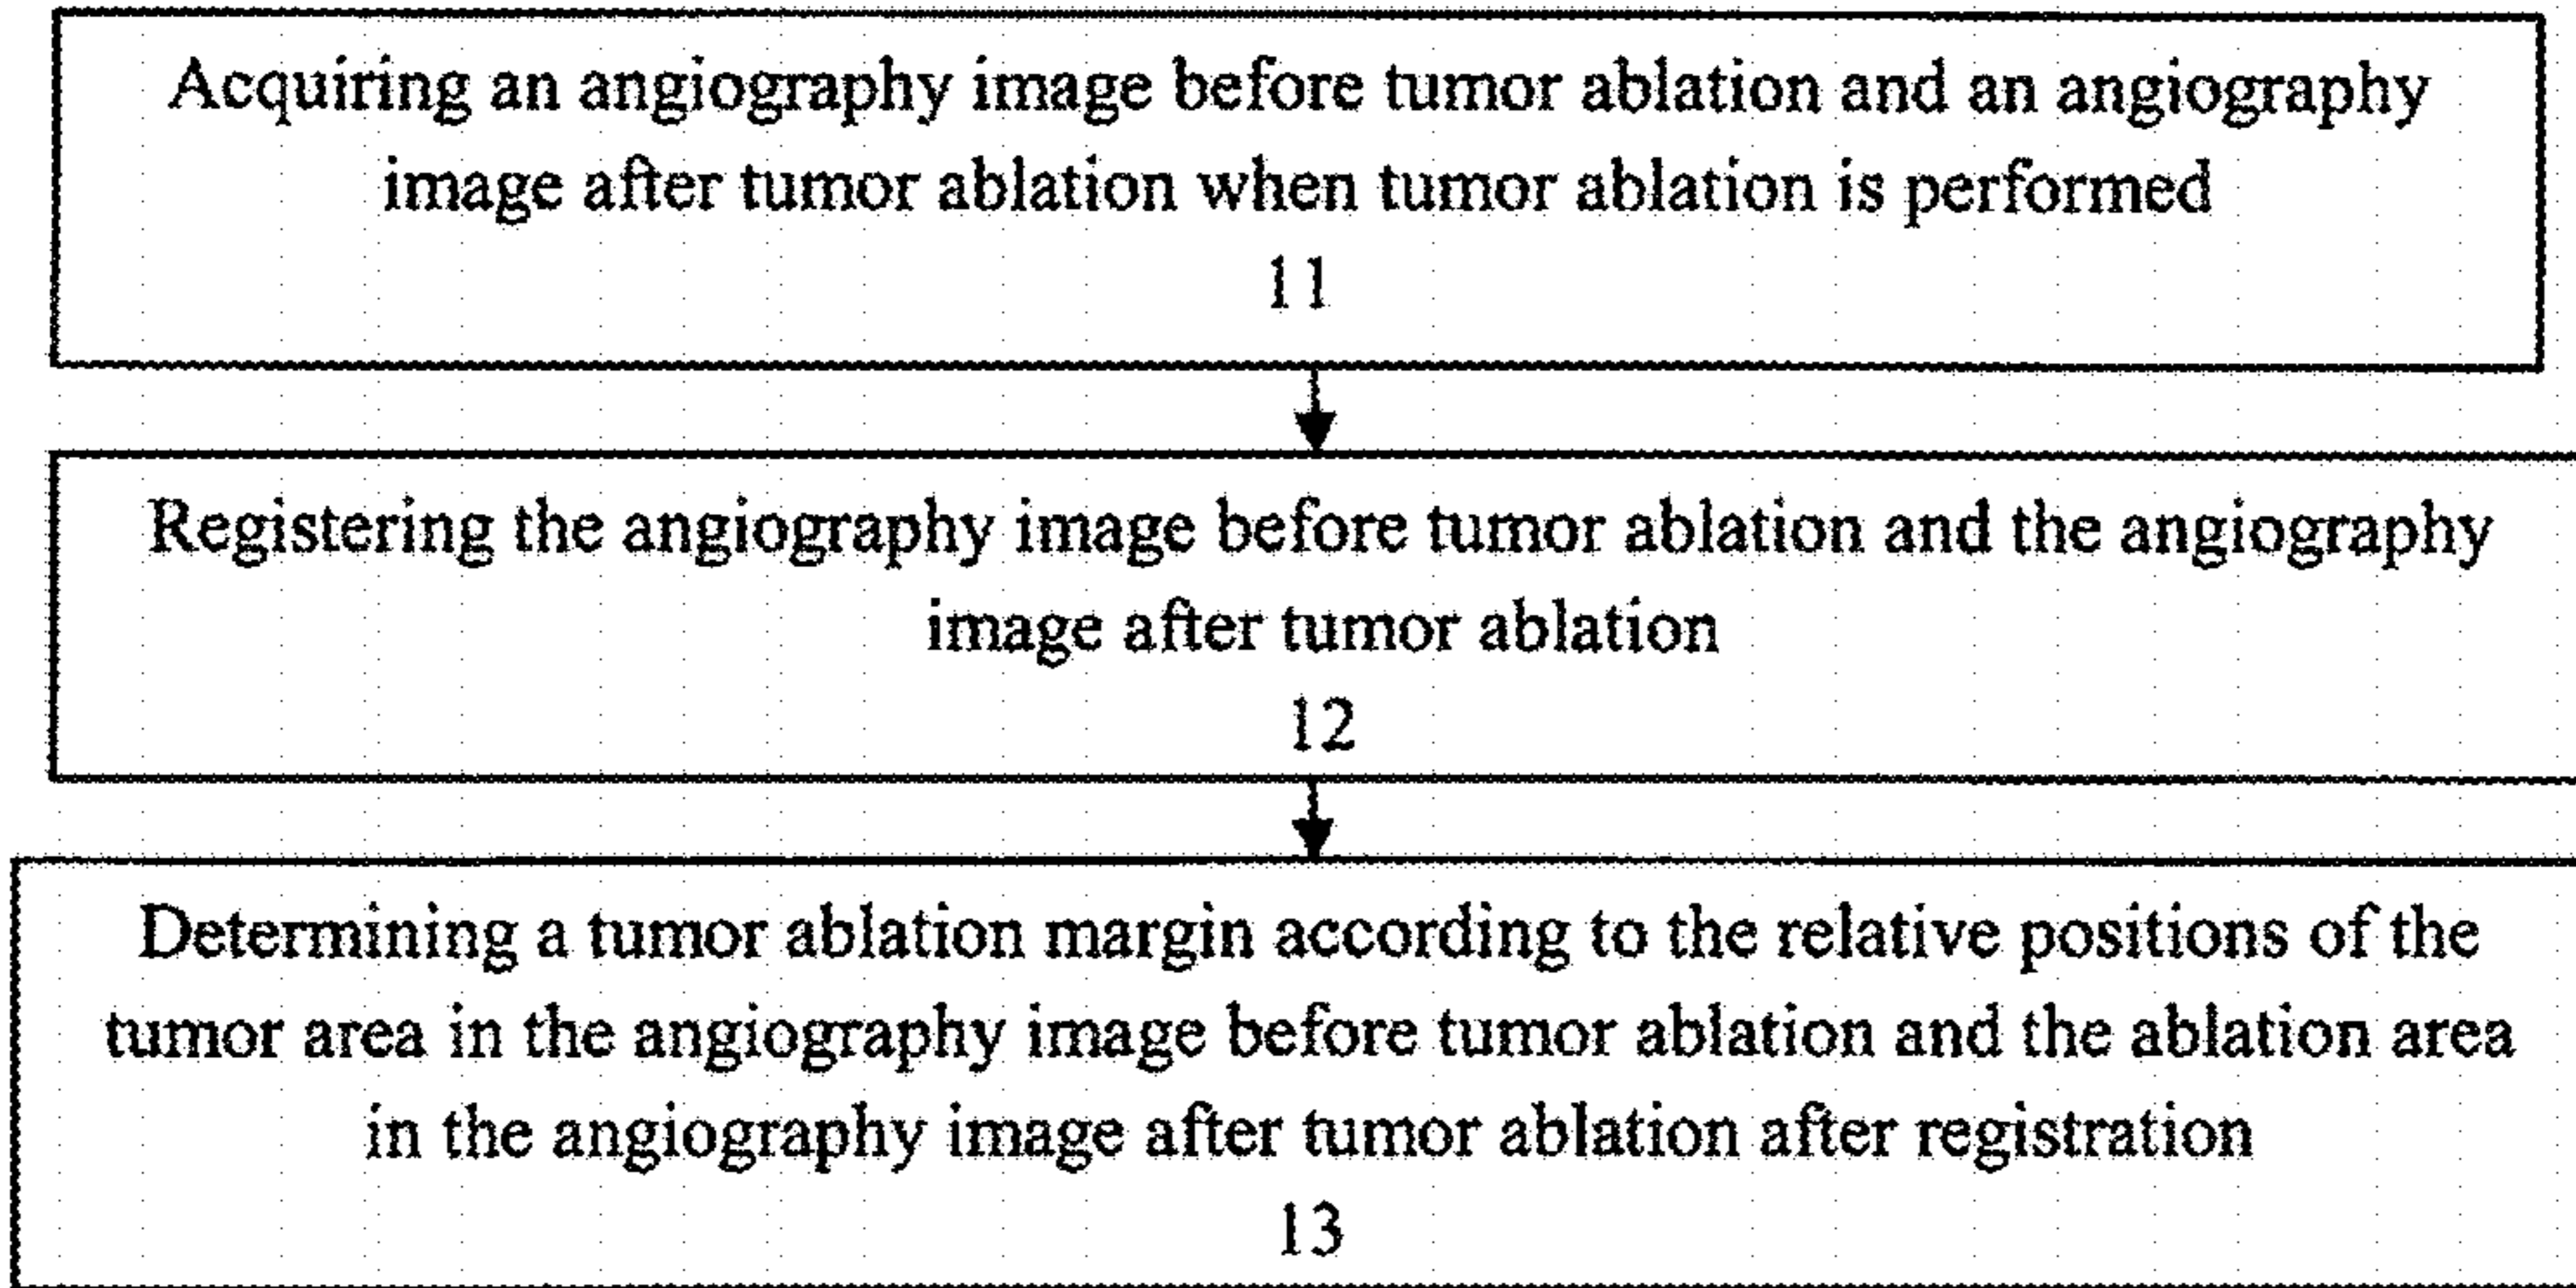 Acquiring an angiography image before tumor ablation and an angiography
image after tumor ablation when tumor ablation is performed
11
Registering the angiography image before tumor ablation and the angiography
image after tumor ablation
12
Determining a tumor ablation margin according to the relative positions of the
tumor area in the angiography image before tumor ablation and the ablation area
in the angiography image after tumor ablation after registration
13